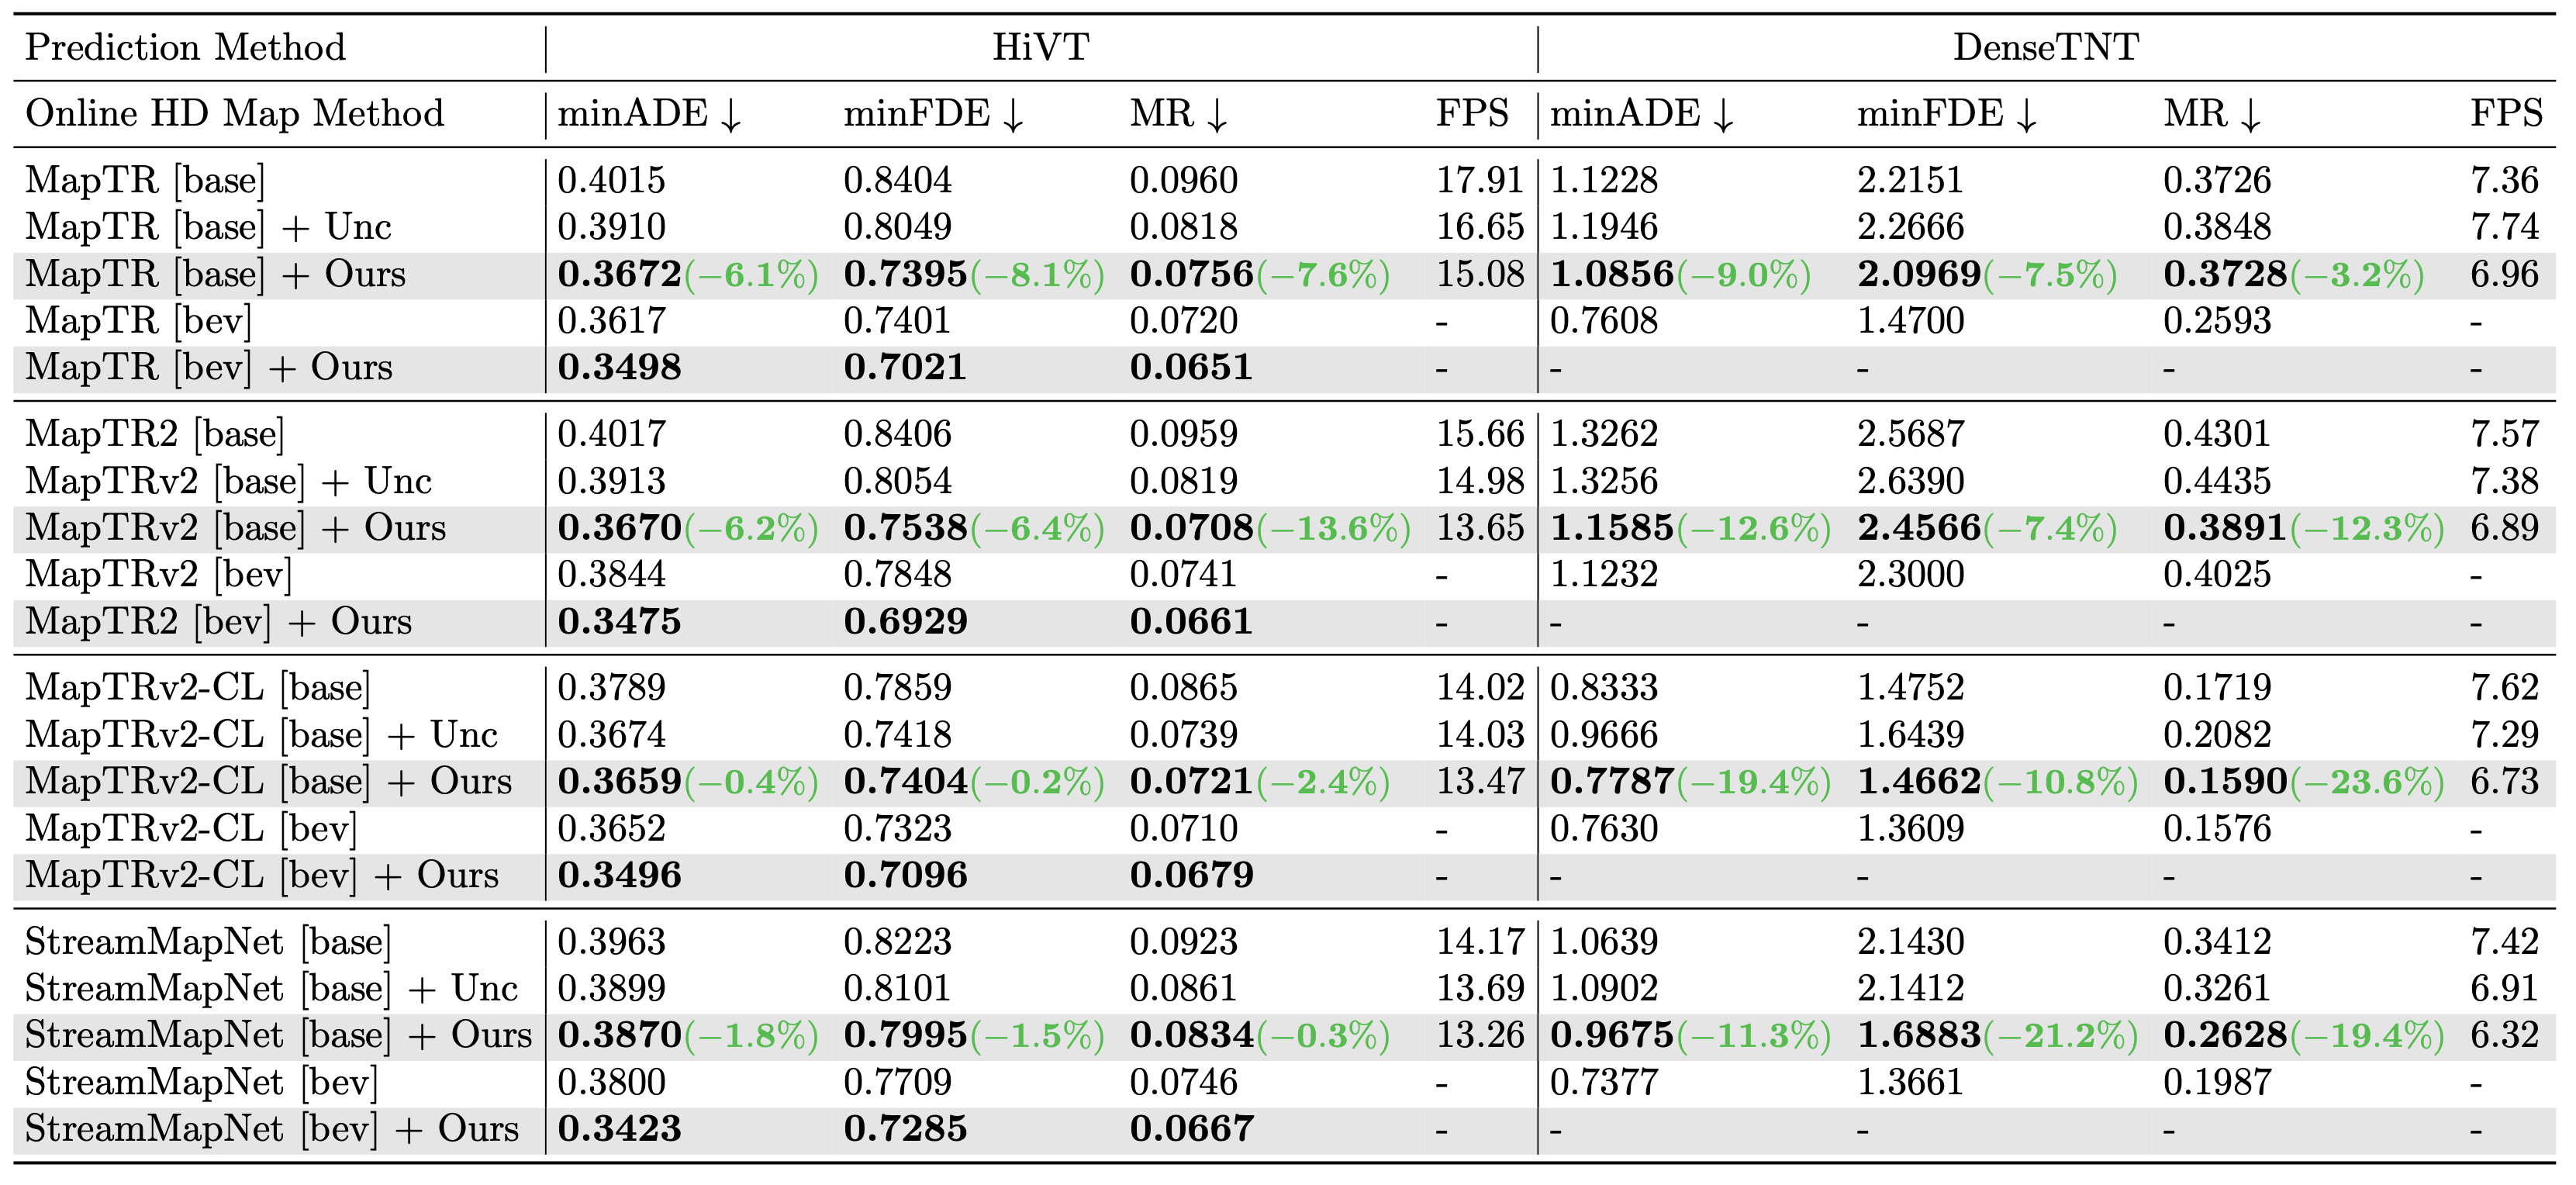 Prediction Method HiVT DenseTNT
Online HD Map Method minADE ↓ minFDE ↓ MR ↓ FPS minADE ↓ minFDE ↓ MR ↓ FPS
MapTR [base] 0.4015 0.8404 0.0960 17.91 1.1228 2.2151 0.3726 7.36
MapTR [base] + Unc 0.3910 0.8049 0.0818 16.65 1.1946 2.2666 0.3848 7.74
MapTR [base] + Ours 0.3672(−6.1%) 0.7395(−8.1%) 0.0756(−7.6%) 15.08 1.0856(−9.0%) 2.0969(−7.5%) 0.3728(−3.2%) 6.96
MapTR [bev] 0.3617 0.7401 0.0720 - 0.7608 1.4700 0.2593 -
MapTR [bev] + Ours 0.3498 0.7021 0.0651 - - - - -
MapTR2 [base] 0.4017 0.8406 0.0959 15.66 1.3262 2.5687 0.4301 7.57
MapTRv2 [base] + Unc 0.3913 0.8054 0.0819 14.98 1.3256 2.6390 0.4435 7.38
MapTRv2 [base] + Ours 0.3670(−6.2%) 0.7538(−6.4%) 0.0708(−13.6%) 13.65 1.1585(−12.6%) 2.4566(−7.4%) 0.3891(−12.3%) 6.89
MapTRv2 [bev] 0.3844 0.7848 0.0741 - 1.1232 2.3000 0.4025 -
MapTR2 [bev] + Ours 0.3475 0.6929 0.0661 - - - - -
MapTRv2-CL [base] 0.3789 0.7859 0.0865 14.02 0.8333 1.4752 0.1719 7.62
MapTRv2-CL [base] + Unc 0.3674 0.7418 0.0739 14.03 0.9666 1.6439 0.2082 7.29
MapTRv2-CL [base] + Ours 0.3659(−0.4%) 0.7404(−0.2%) 0.0721(−2.4%) 13.47 0.7787(−19.4%) 1.4662(−10.8%) 0.1590(−23.6%) 6.73
MapTRv2-CL [bev] 0.3652 0.7323 0.0710 - 0.7630 1.3609 0.1576 -
MapTRv2-CL [bev] + Ours 0.3496 0.7096 0.0679 - - - - -
StreamMapNet [base] 0.3963 0.8223 0.0923 14.17 1.0639 2.1430 0.3412 7.42
StreamMapNet [base] + Unc 0.3899 0.8101 0.0861 13.69 1.0902 2.1412 0.3261 6.91
StreamMapNet [base] + Ours 0.3870(−1.8%) 0.7995(−1.5%) 0.0834(−0.3%) 13.26 0.9675(−11.3%) 1.6883(−21.2%) 0.2628(−19.4%) 6.32
StreamMapNet [bev] 0.3800 0.7709 0.0746 - 0.7377 1.3661 0.1987 -
StreamMapNet [bev] + Ours 0.3423 0.7285 0.0667 - - - - -